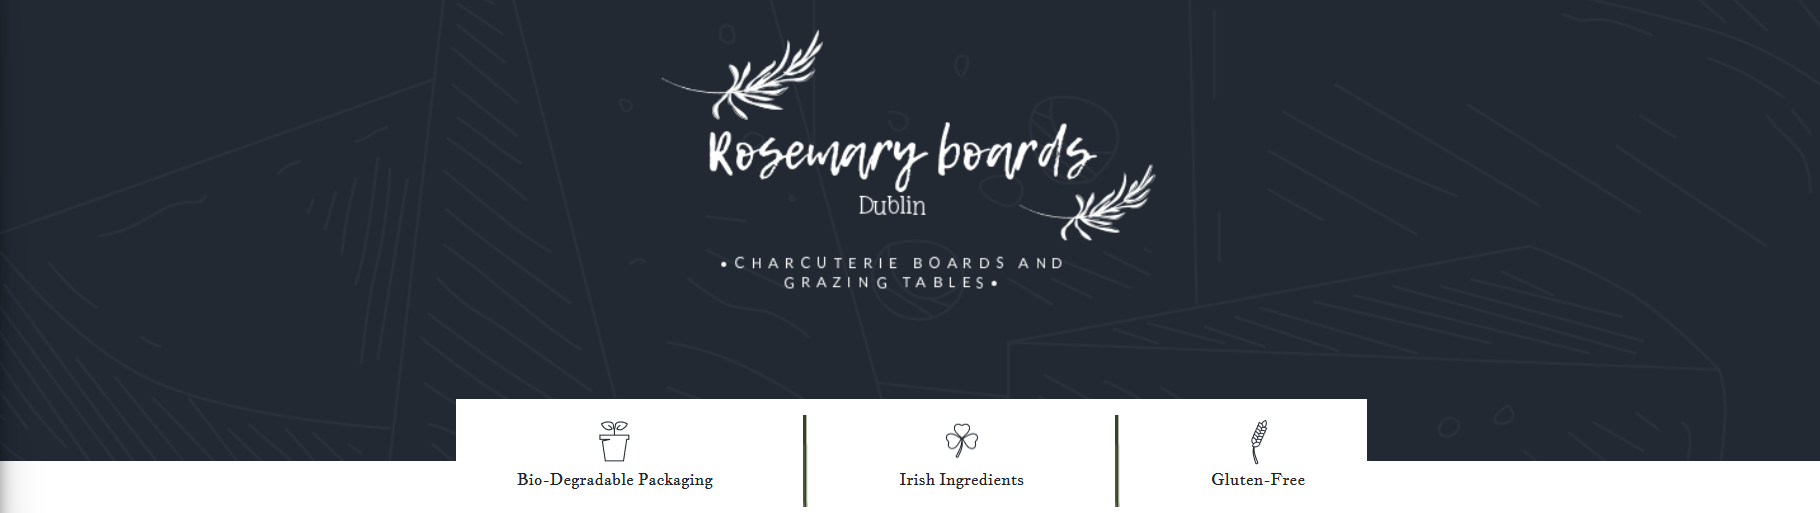 Rosemary boards
Dublin
•CHARCUTERIE BOARDS AND
GRAZING TABLES•
Bio-Degradable Packaging
Irish Ingredients
Gluten-Free